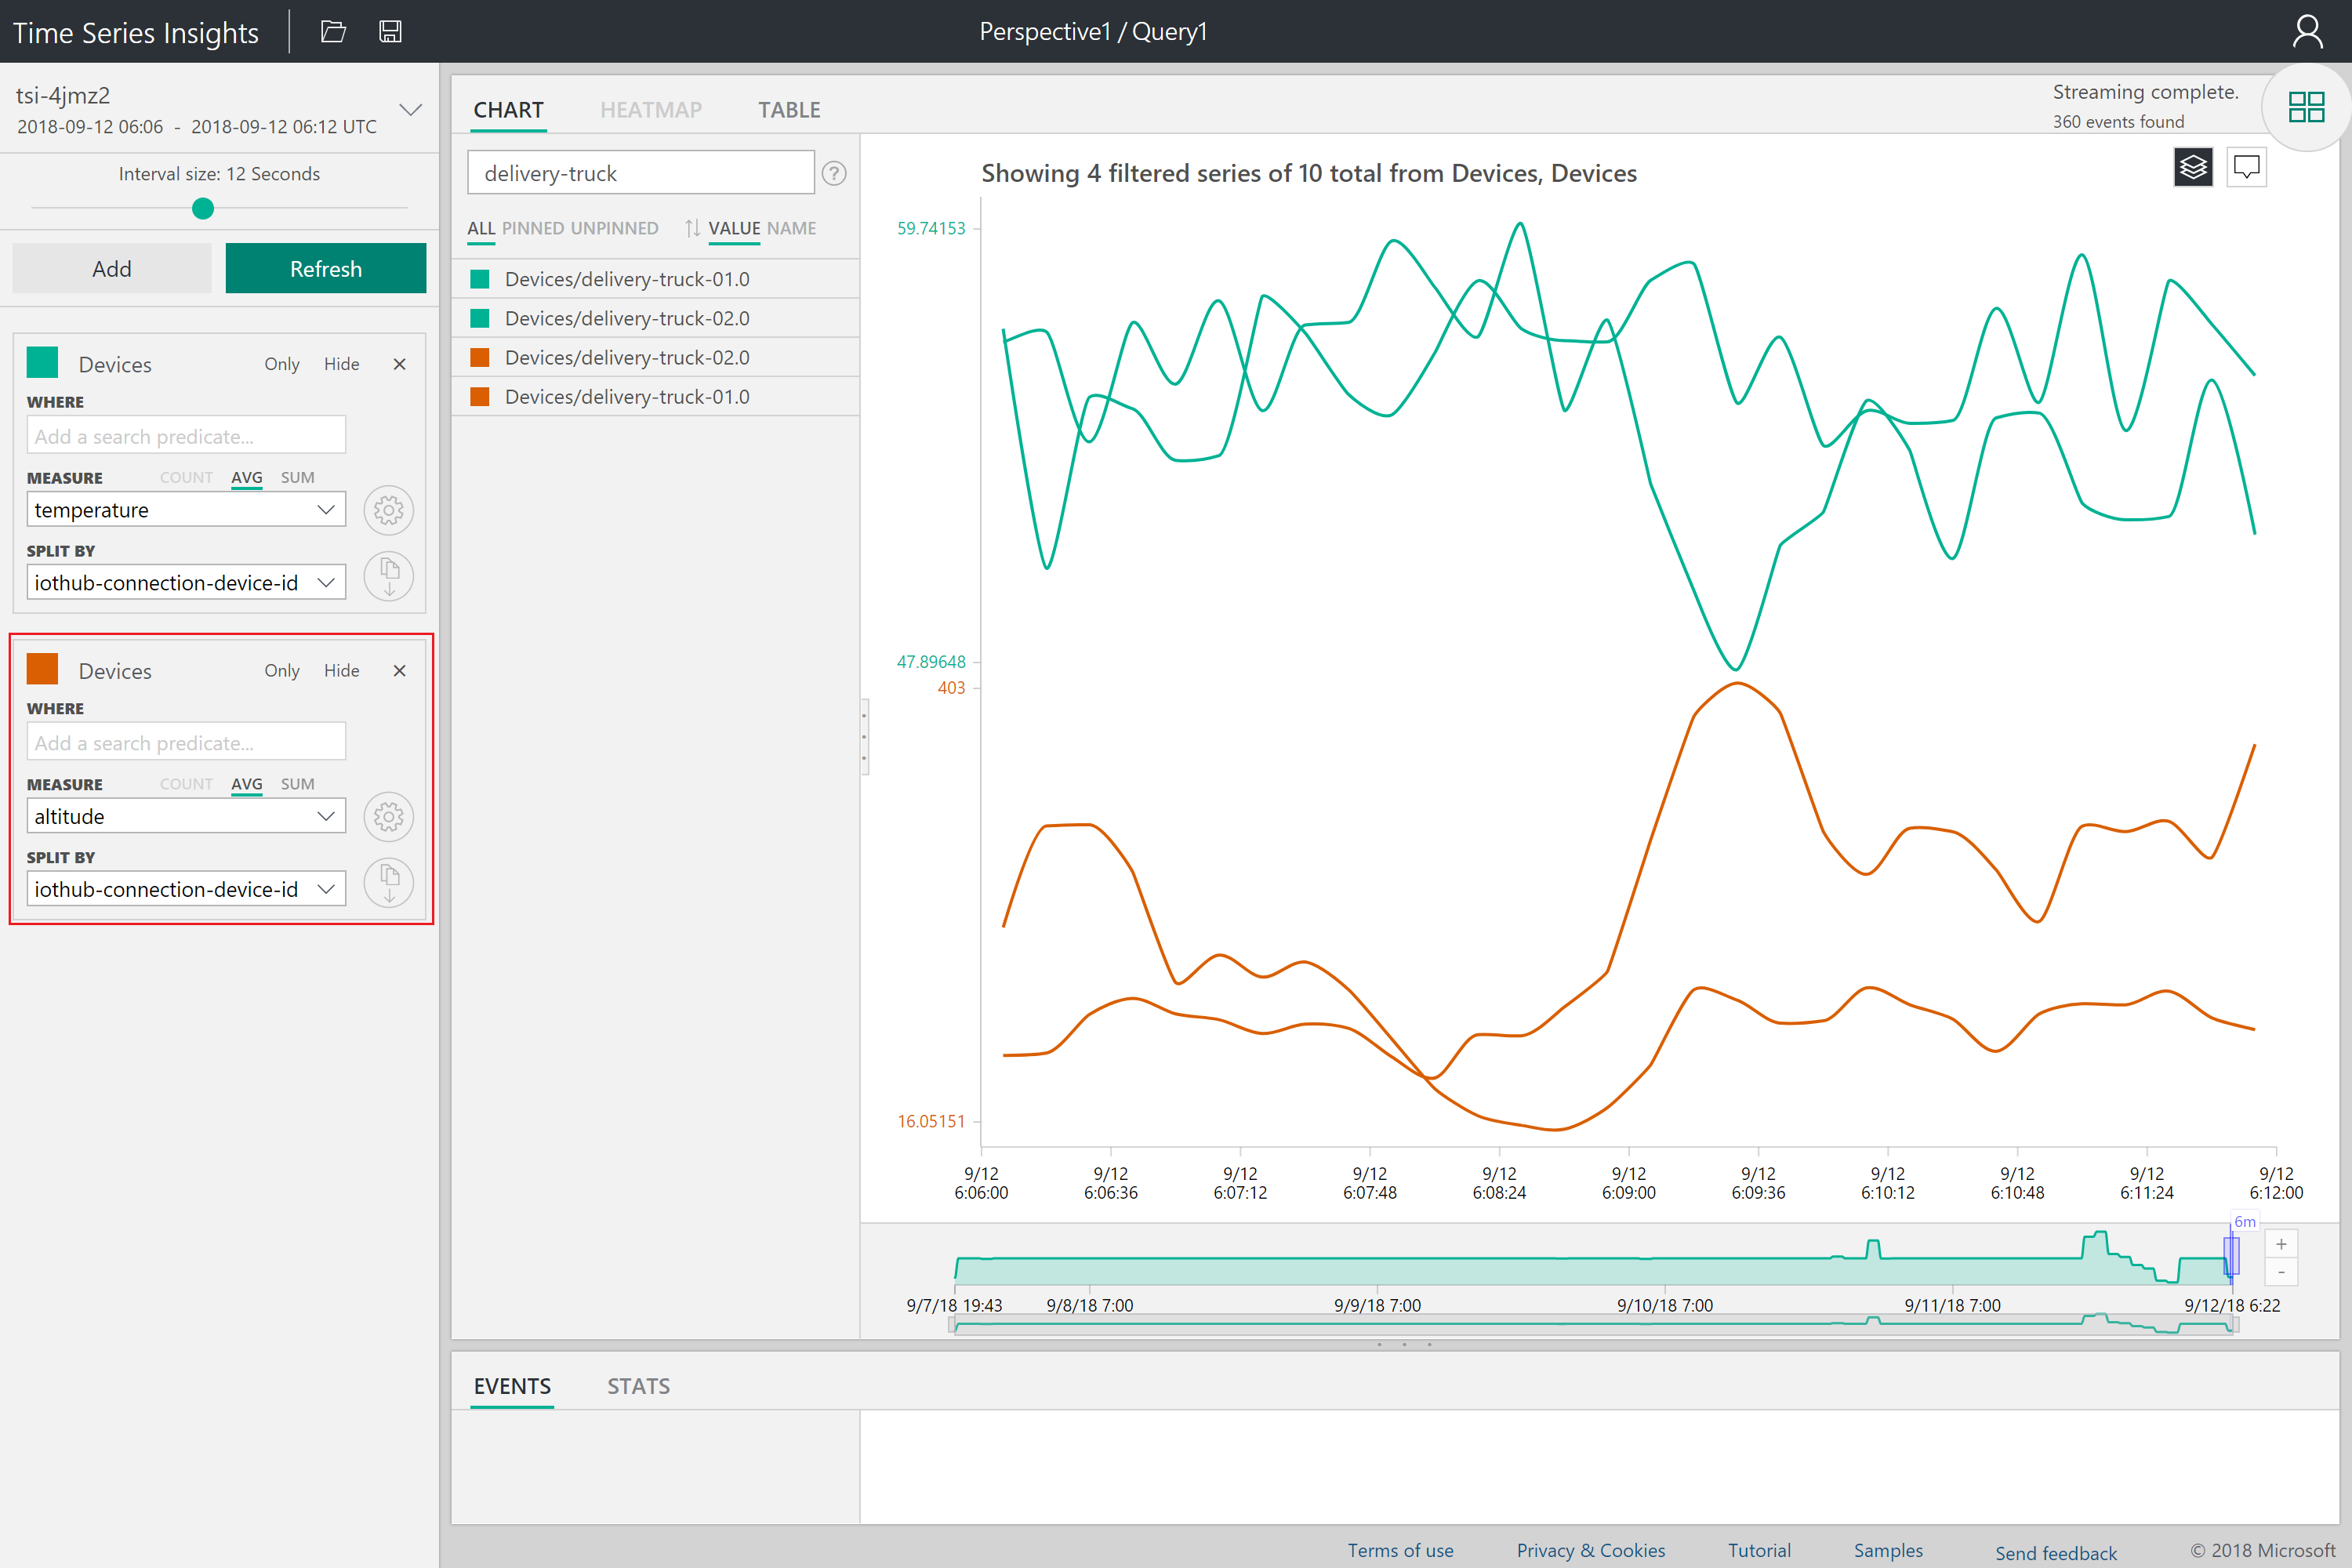 Time Series Insights
Perspective1 / Query1
tsi-4jmz2
2018-09-12 06:06 - 2018-09-12 06:12 UTC
Interval size: 12 Seconds
Add
Refresh
Devices
Only
Hide
×
WHERE
Add a search predicate...
MEASURE
COUNT
AVG
SUM
temperature
SPLIT BY
iothub-connection-device-id
Devices
Only
Hide
×
WHERE
Add a search predicate...
MEASURE
COUNT
AVG
SUM
altitude
SPLIT BY
iothub-connection-device-id
CHART
HEATMAP
TABLE
Streaming complete.
360 events found
delivery-truck
?
ALL
PINNED
UNPINNED
VALUE
NAME
Devices/delivery-truck-01.0
Devices/delivery-truck-02.0
Devices/delivery-truck-02.0
Devices/delivery-truck-01.0
Showing 4 filtered series of 10 total from Devices, Devices
59.74153
47.89648
403
16.05151
9/12
6:06:00
9/12
6:06:36
9/12
6:07:12
9/12
6:07:48
9/12
6:08:24
9/12
6:09:00
9/12
6:09:36
9/12
6:10:12
9/12
6:10:48
9/12
6:11:24
9/12
6:12:00
6m
+
-
9/7/18 19:43
9/8/18 7:00
9/9/18 7:00
9/10/18 7:00
9/11/18 7:00
9/12/18 6:22
EVENTS
STATS
Terms of use
Privacy & Cookies
Tutorial
Samples
Send feedback
© 2018 Microsoft